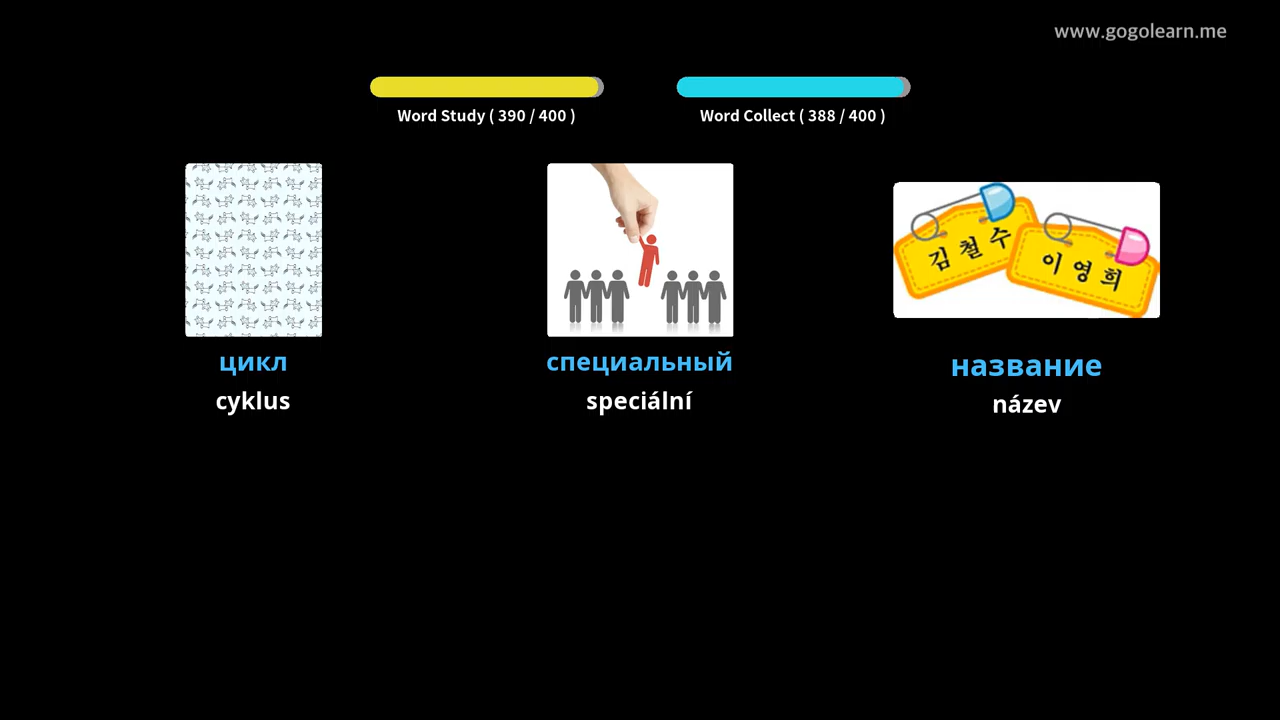 www.gogolearn.me
Word Study ( 390 / 400 )
Word Collect ( 388 / 400 )
김철수
이영희
цикл
cyklus
специальный
speciální
название
název